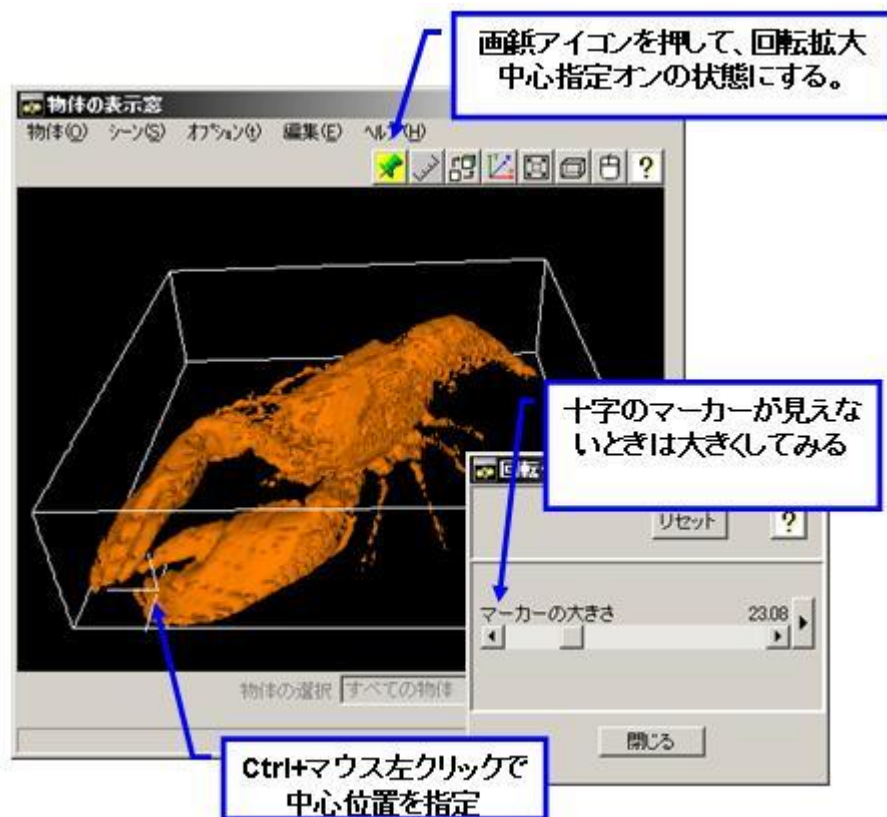 画鋲アイコンを押して、回転拡大
中心指定オンの状態にする。
物体の表示窓
物体(O) シーン(S) オプション(t) 編集(E) ヘルプ(H)
?
十字のマーカーが見えな
いときは大きくしてみる
回転
リセット ?
マーカーの大きさ 23.08
物体の選択 すべての物体
閉じる
Ctrl+マウス左クリックで
中心位置を指定